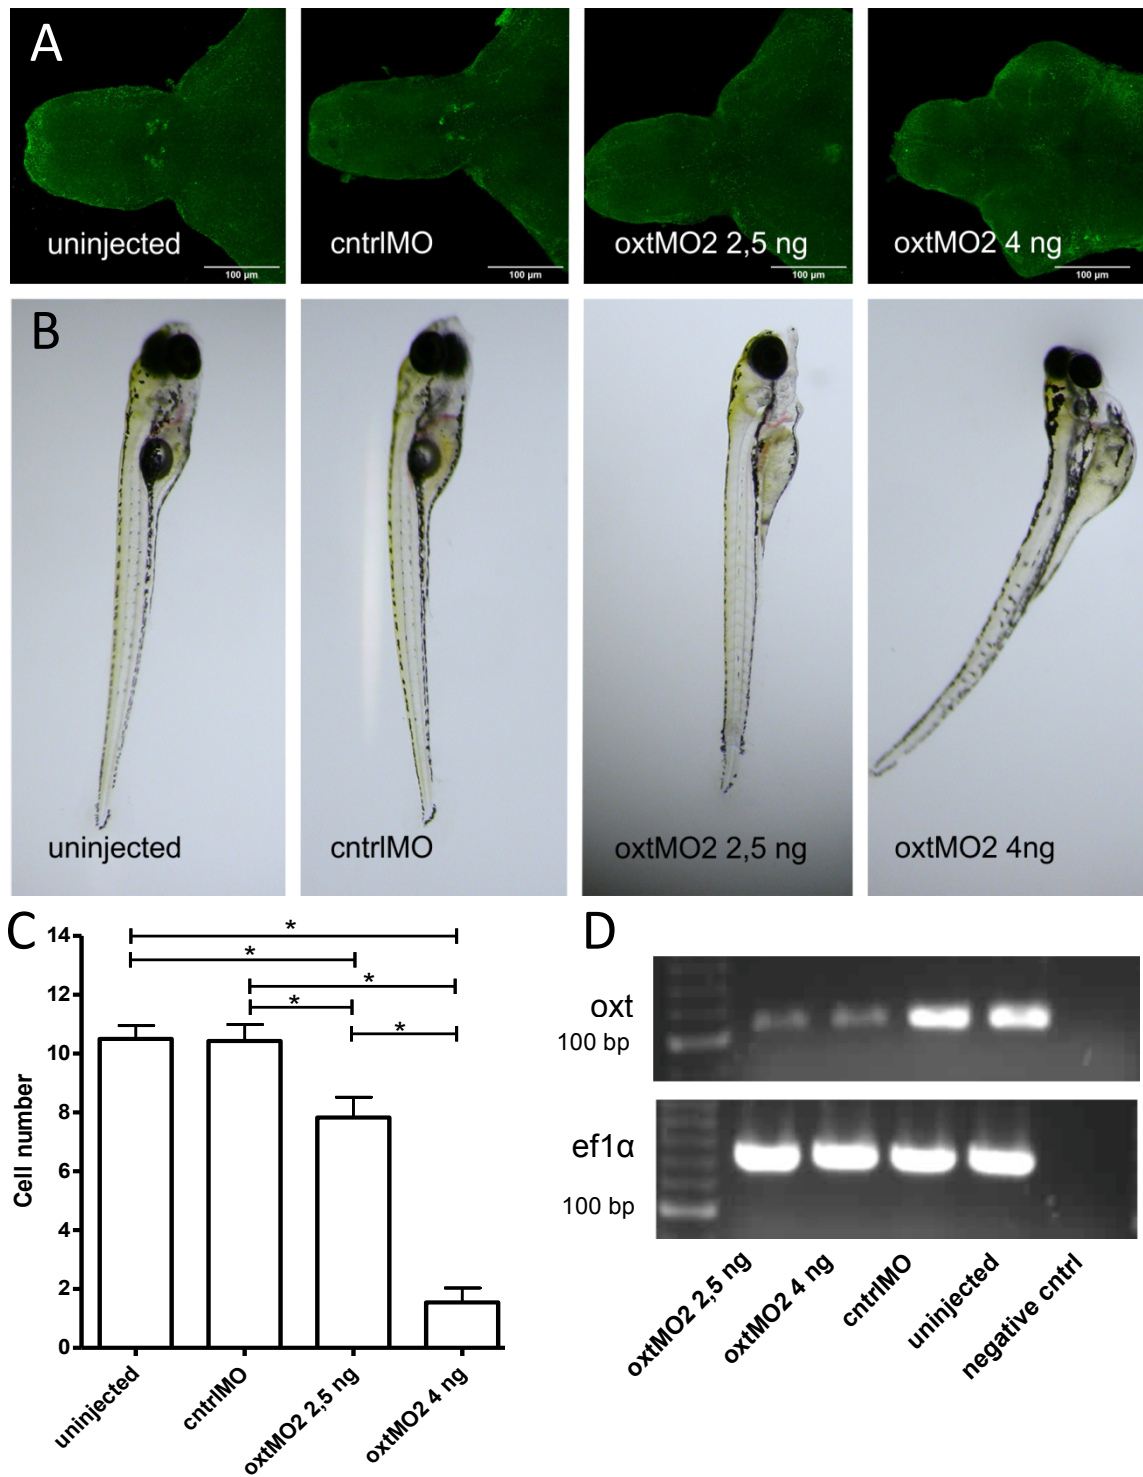 A
uninjected
100 µm
cntrlMO
100 µm
oxtMO2 2,5 ng
100 µm
oxtMO2 4 ng
100 µm
B
uninjected
cntrlMO
oxtMO2 2,5 ng
oxtMO2 4ng
C
14
12
10
8
6
4
2
0
Cell number
*
*
*
*
*
uninjected
cntrlMO
oxtMO2 2,5 ng
oxtMO2 4 ng
D
oxt
100 bp
ef1α
100 bp
oxtMO2 2,5 ng
oxtMO2 4 ng
cntrlMO
uninjected
negative cntrl